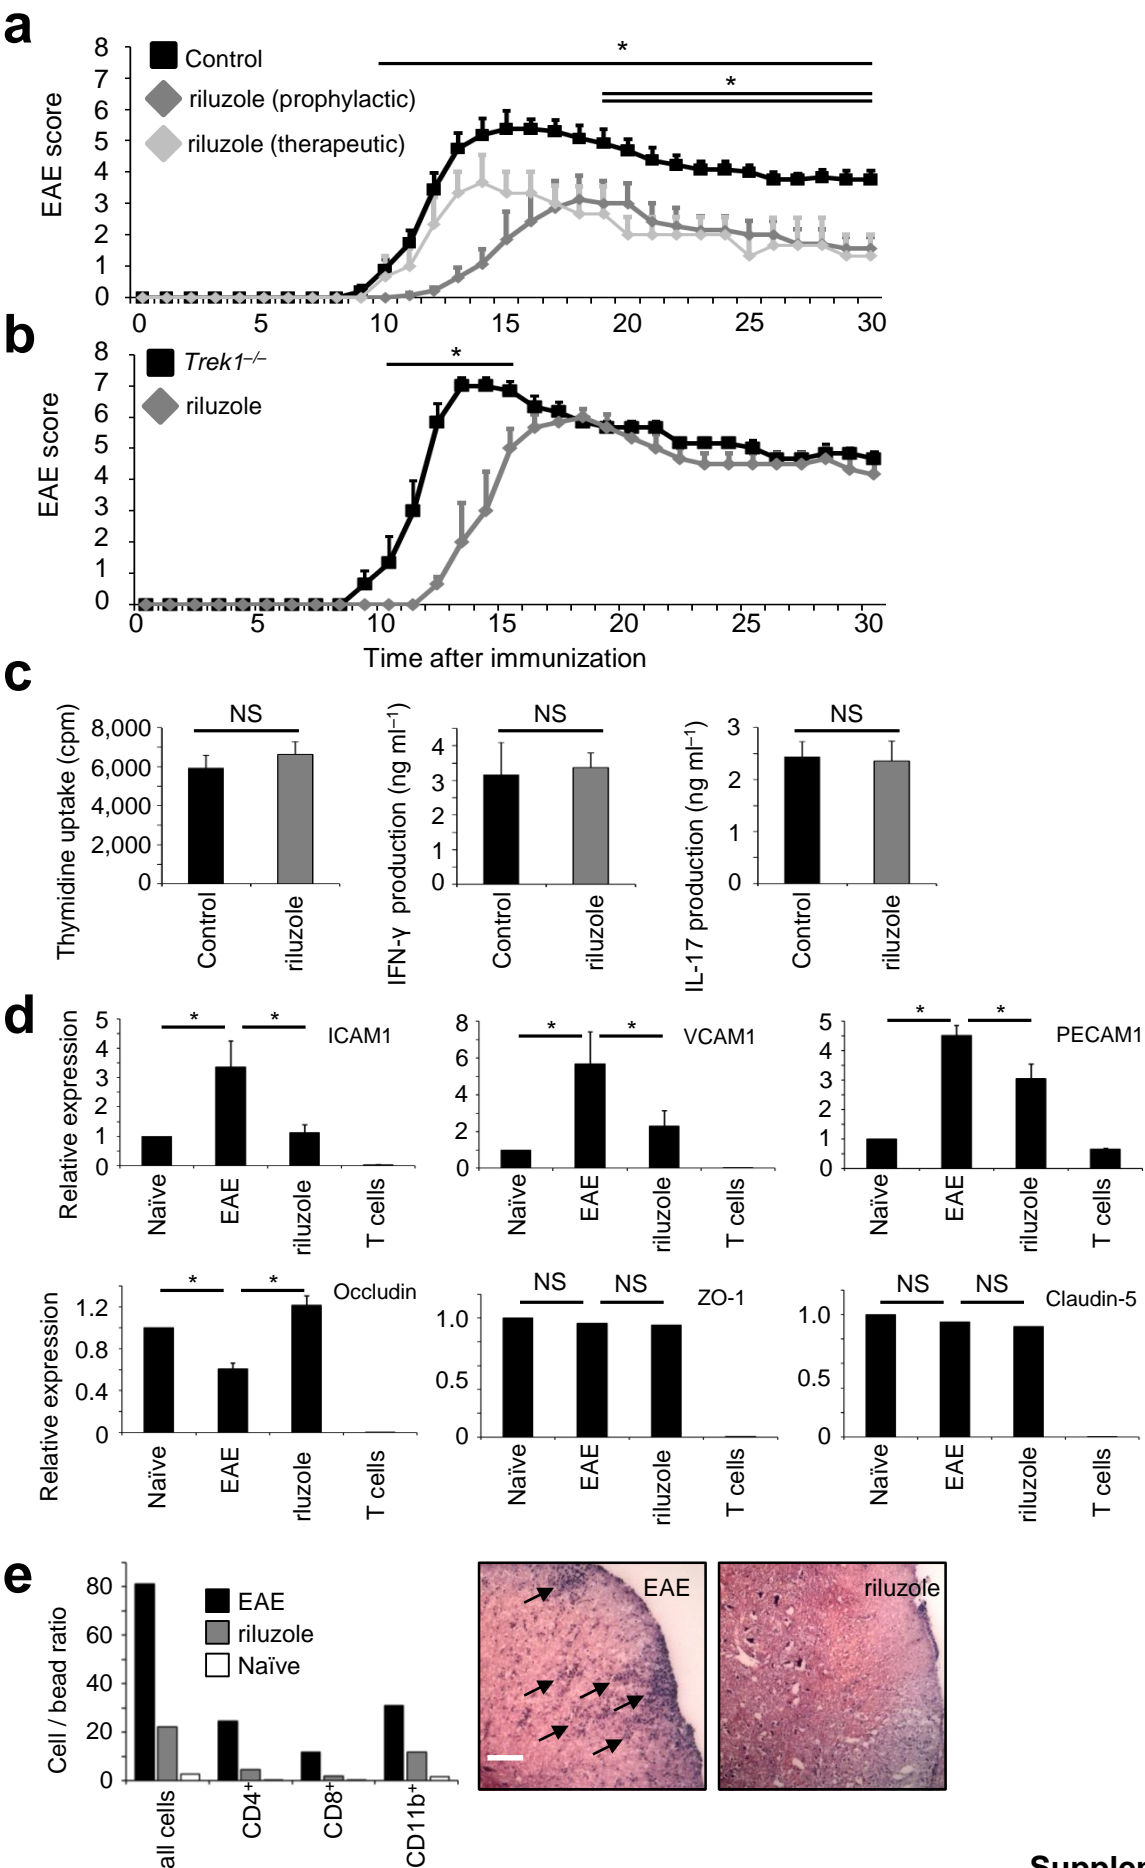 a
EAE score
8
7
6
5
4
3
2
1
0
Control
riluzole (prophylactic)
riluzole (therapeutic)
*
*
0 5 10 15 20 25 30
b
EAE score
8
7
6
5
4
3
2
1
0
Trek1–/–
riluzole
*
0 5 10 15 20 25 30
Time after immunization
c
Thymidine uptake (cpm)
8,000
6,000
4,000
2,000
0
NS
Control
riluzole
IFN-γ production (ng ml–1)
4
3
2
1
0
NS
Control
riluzole
IL-17 production (ng ml–1)
3
2
1
0
NS
Control
riluzole
d
Relative expression
5
4
3
2
1
0
* *
ICAM1
Naïve
EAE
riluzole
T cells
8
6
4
2
0
* *
VCAM1
Naïve
EAE
riluzole
T cells
5
4
3
2
1
0
* *
PECAM1
Naïve
EAE
riluzole
T cells
Relative expression
1.2
0.8
0.4
0
* *
Occludin
Naïve
EAE
rluzole
T cells
1.0
0.5
0
NS NS
ZO-1
Naïve
EAE
riluzole
T cells
1.0
0.5
0
NS NS
Claudin-5
Naïve
EAE
riluzole
T cells
e
Cell / bead ratio
80
60
40
20
0
EAE
riluzole
Naïve
all cells
CD4+
CD8+
CD11b+
EAE
riluzole